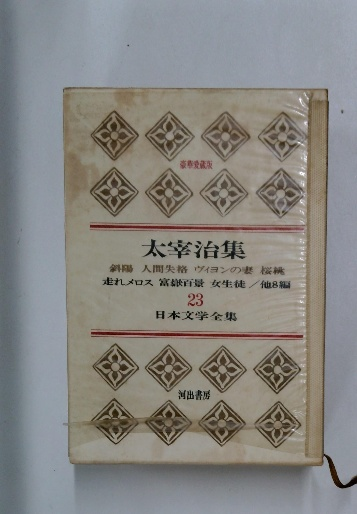 豪華愛蔵版
太宰治集
斜陽 人間失格 ヴィヨンの妻 桜桃
走れメロス 富嶽百景 女生徒/他8編
23
日本文学全集
河出書房